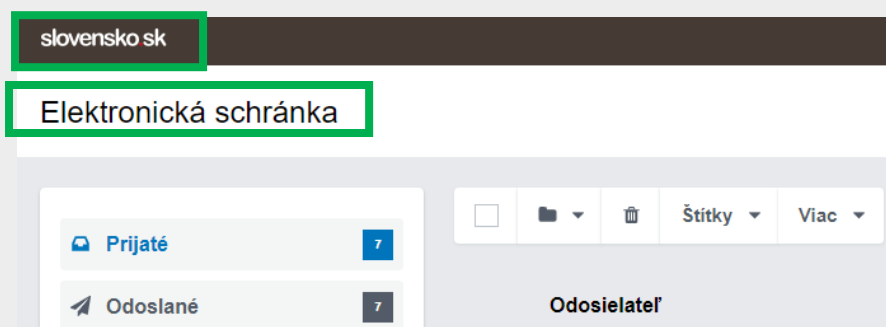 slovensko.sk
Elektronická schránka
Prijaté 7
Štítky Viac
Odoslané 7
Odosielateľ